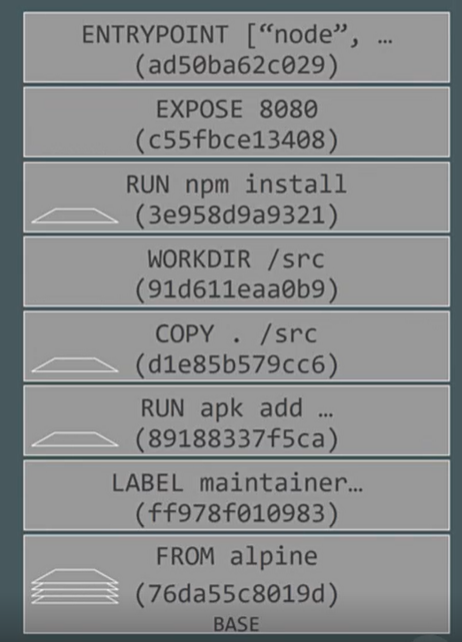 ENTRYPOINT [“node”, …
(ad50ba62c029)
EXPOSE 8080
(c55fbce13408)
RUN npm install
(3e958d9a9321)
WORKDIR /src
(91d611eaa0b9)
COPY . /src
(d1e85b579cc6)
RUN apk add …
(89188337f5ca)
LABEL maintainer…
(ff978f010983)
FROM alpine
(76da55c8019d)
BASE